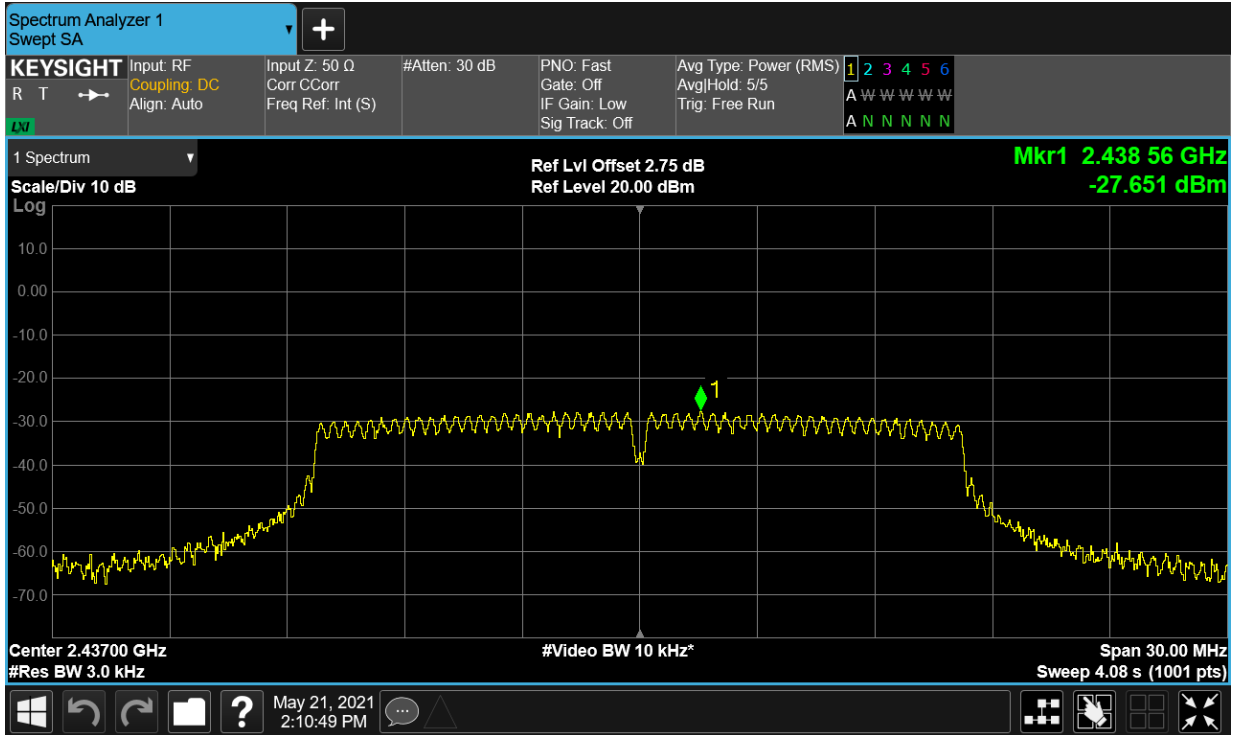 Spectrum Analyzer 1
Swept SA
KEYSIGHT
R T
LXI
Input: RF
Coupling: DC
Align: Auto
Input Z: 50 Ω
Corr CCorr
Freq Ref: Int (S)
#Atten: 30 dB
PNO: Fast
Gate: Off
IF Gain: Low
Sig Track: Off
Avg Type: Power (RMS)
Avg|Hold: 5/5
Trig: Free Run
1 2 3 4 5 6
A W W W W W
A N N N N N
1 Spectrum
Scale/Div 10 dB
Ref Lvl Offset 2.75 dB
Ref Level 20.00 dBm
Mkr1 2.438 56 GHz
-27.651 dBm
Log
10.0
0.00
-10.0
-20.0
-30.0
-40.0
-50.0
-60.0
-70.0
1
Center 2.43700 GHz
#Res BW 3.0 kHz
#Video BW 10 kHz*
Span 30.00 MHz
Sweep 4.08 s (1001 pts)
?
May 21, 2021
2:10:49 PM